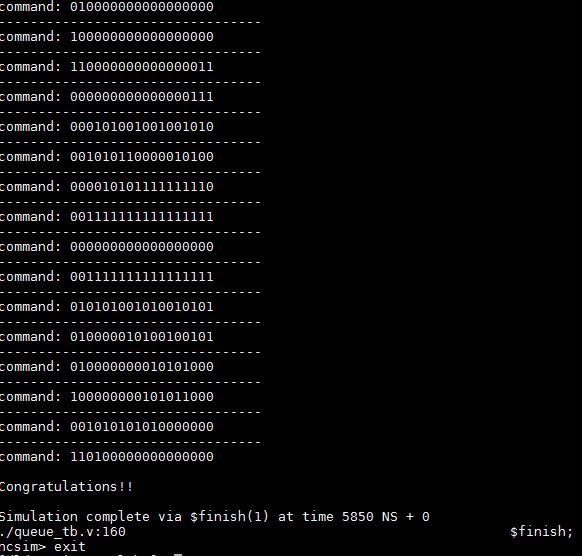 command: 010000000000000000
---------------------------------
command: 100000000000000000
---------------------------------
command: 110000000000000011
---------------------------------
command: 000000000000000111
---------------------------------
command: 000101001001001010
---------------------------------
command: 001010110000010100
---------------------------------
command: 000010101111111110
---------------------------------
command: 001111111111111111
---------------------------------
command: 000000000000000000
---------------------------------
command: 001111111111111111
---------------------------------
command: 010101001010010101
---------------------------------
command: 010000010100100101
---------------------------------
command: 010000000010101000
---------------------------------
command: 100000000101011000
---------------------------------
command: 001010101010000000
---------------------------------
command: 110100000000000000
Congratulations!!
Simulation complete via $finish(1) at time 5850 NS + 0
./queue_tb.v:160 $finish;
ncsim> exit